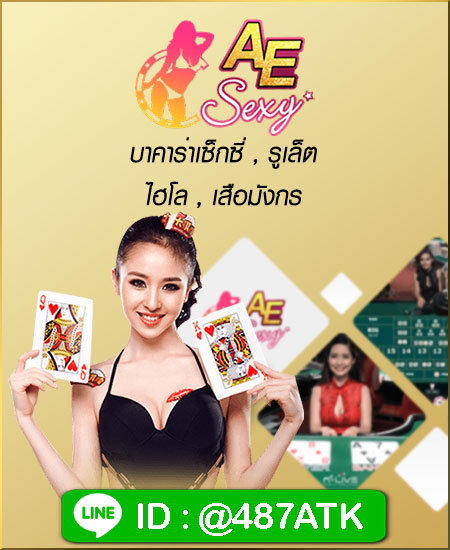 AE
Sexy
บาคาร่าเซ็กซี่ , รูเล็ต
ไฮโล , เสือมังกร
Q
K
AE
Sexy
LINE
ID : @487ATK